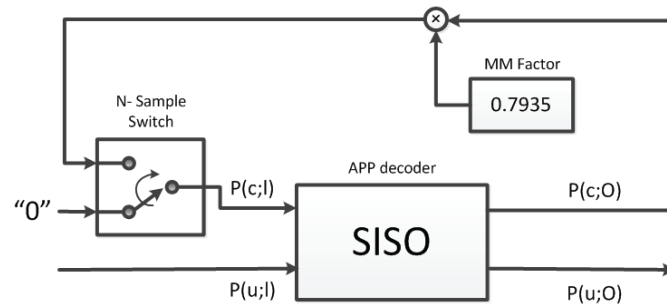 MM Factor
0.7935
N- Sample
Switch
"0"
APP decoder
SISO
P(c;I)
P(c;O)
P(u;I)
P(u;O)